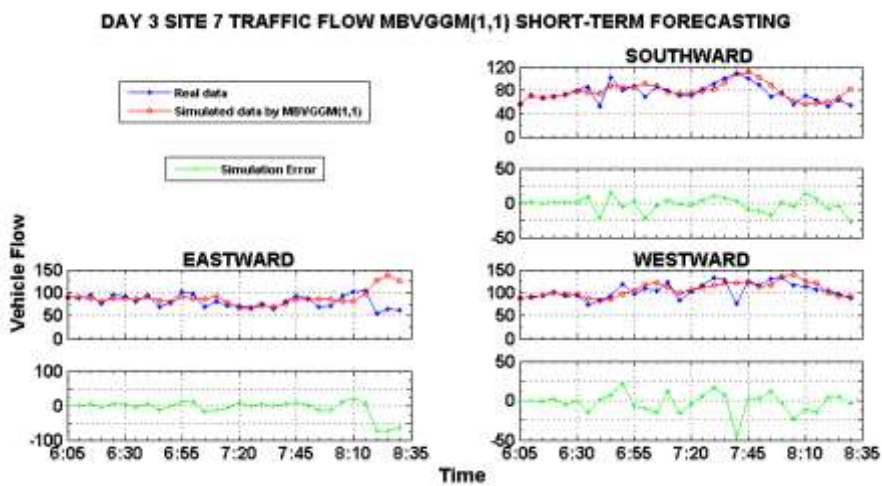 DAY 3 SITE 7 TRAFFIC FLOW MBVGGM(1,1) SHORT-TERM FORECASTING
Real data
Simulated data by MBVGGM(1,1)
Simulation Error
SOUTHWARD
120
80
40
0
50
0
-50
Vehicle Flow
EASTWARD
150
100
50
0
100
0
-100
6:05 6:30 6:55 7:20 7:45 8:10 8:35
WESTWARD
150
100
50
0
50
0
-50
6:05 6:30 6:55 7:20 7:45 8:10 8:35
Time